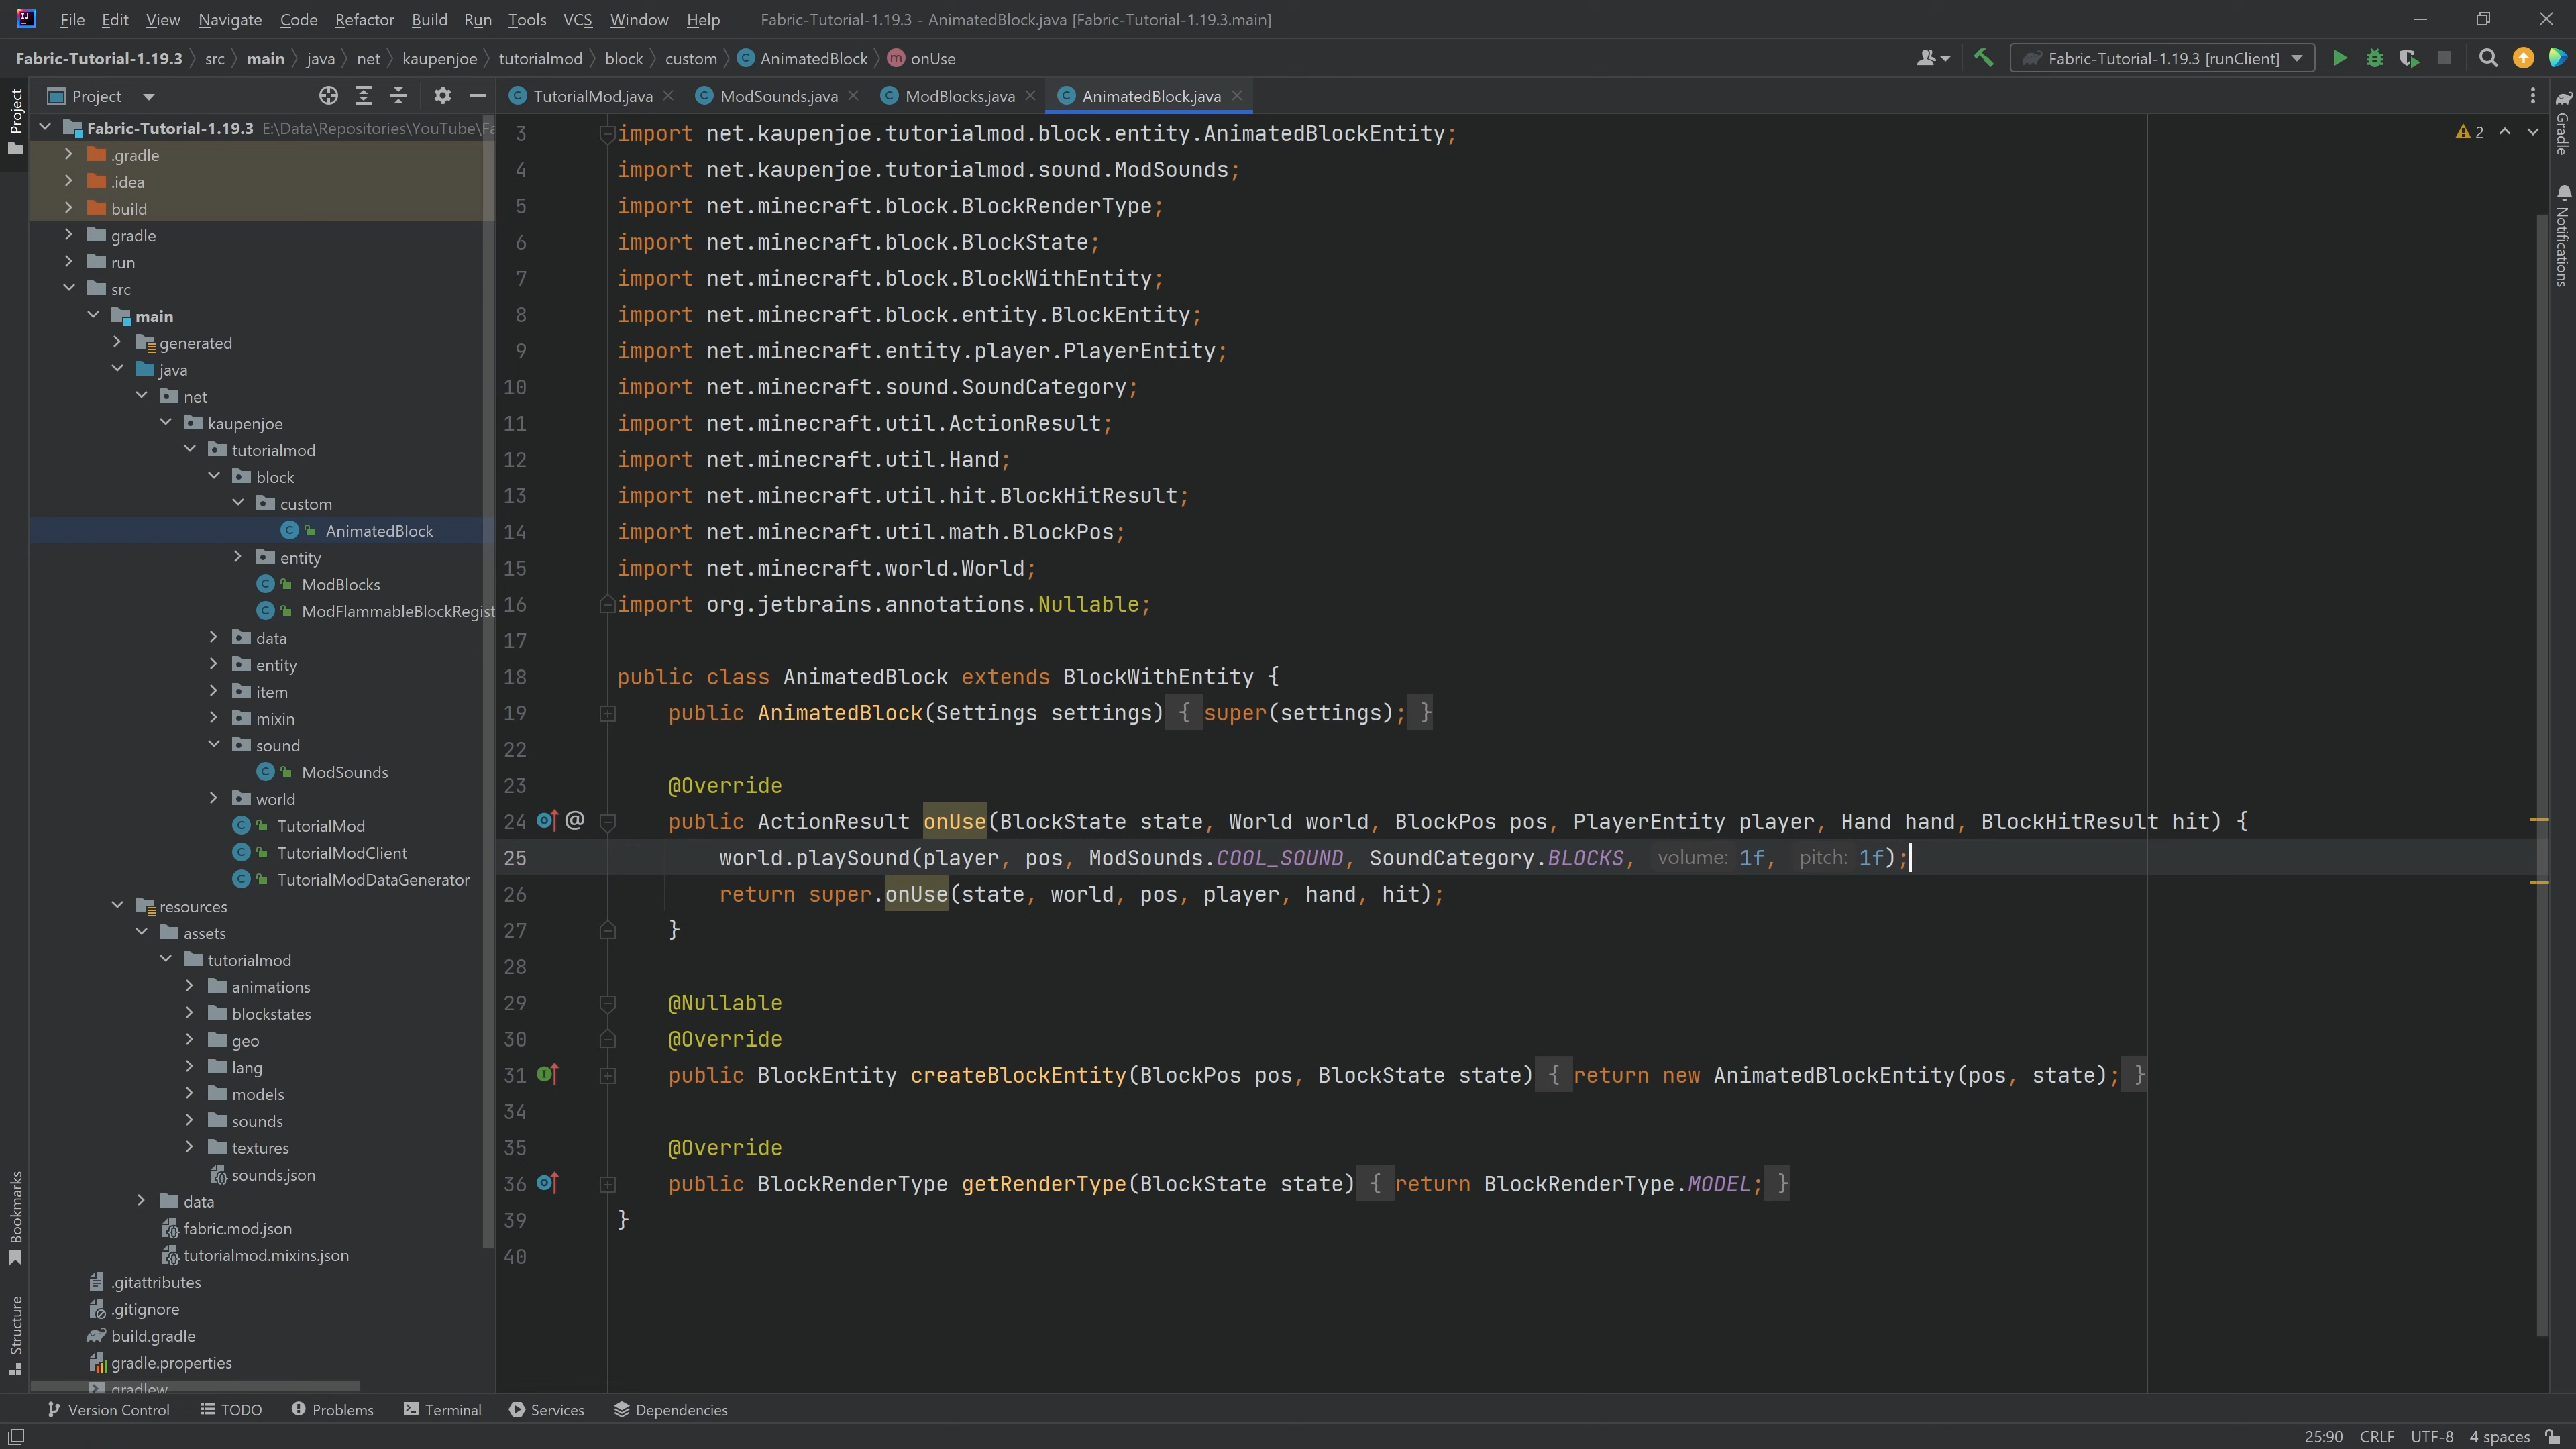 File Edit View Navigate Code Refactor Build Run Tools VCS Window Help Fabric-Tutorial-1.19.3 - AnimatedBlock.java [Fabric-Tutorial-1.19.3.main]
Fabric-Tutorial-1.19.3 src main java net kaupenjoe tutorialmod block custom AnimatedBlock onUse Fabric-Tutorial-1.19.3 [runClient]
Project
TutorialMod.java ModSounds.java ModBlocks.java AnimatedBlock.java
Project
Bookmarks
Structure
Fabric-Tutorial-1.19.3 E:\Data\Repositories\YouTube\Fa
.gradle
.idea
build
gradle
run
src
main
generated
java
net
kaupenjoe
tutorialmod
block
custom
AnimatedBlock
entity
ModBlocks
ModFlammableBlockRegist
data
entity
item
mixin
sound
ModSounds
world
TutorialMod
TutorialModClient
TutorialModDataGenerator
resources
assets
tutorialmod
animations
blockstates
geo
lang
models
sounds
textures
sounds.json
data
fabric.mod.json
tutorialmod.mixins.json
.gitattributes
.gitignore
build.gradle
gradle.properties
gradlew
3 import net.kaupenjoe.tutorialmod.block.entity.AnimatedBlockEntity;
4 import net.kaupenjoe.tutorialmod.sound.ModSounds;
5 import net.minecraft.block.BlockRenderType;
6 import net.minecraft.block.BlockState;
7 import net.minecraft.block.BlockWithEntity;
8 import net.minecraft.block.entity.BlockEntity;
9 import net.minecraft.entity.player.PlayerEntity;
10 import net.minecraft.sound.SoundCategory;
11 import net.minecraft.util.ActionResult;
12 import net.minecraft.util.Hand;
13 import net.minecraft.util.hit.BlockHitResult;
14 import net.minecraft.util.math.BlockPos;
15 import net.minecraft.world.World;
16 import org.jetbrains.annotations.Nullable;
17
18 public class AnimatedBlock extends BlockWithEntity {
19 public AnimatedBlock(Settings settings) { super(settings); }
22
23 @Override
24 @ public ActionResult onUse(BlockState state, World world, BlockPos pos, PlayerEntity player, Hand hand, BlockHitResult hit) {
25 world.playSound(player, pos, ModSounds.COOL_SOUND, SoundCategory.BLOCKS, volume: 1f, pitch: 1f);
26 return super.onUse(state, world, pos, player, hand, hit);
27 }
28
29 @Nullable
30 @Override
31 public BlockEntity createBlockEntity(BlockPos pos, BlockState state) { return new AnimatedBlockEntity(pos, state); }
34
35 @Override
36 public BlockRenderType getRenderType(BlockState state) { return BlockRenderType.MODEL; }
39 }
40
2
Gradle
Notifications
Version Control TODO Problems Terminal Services Dependencies
25:90 CRLF UTF-8 4 spaces